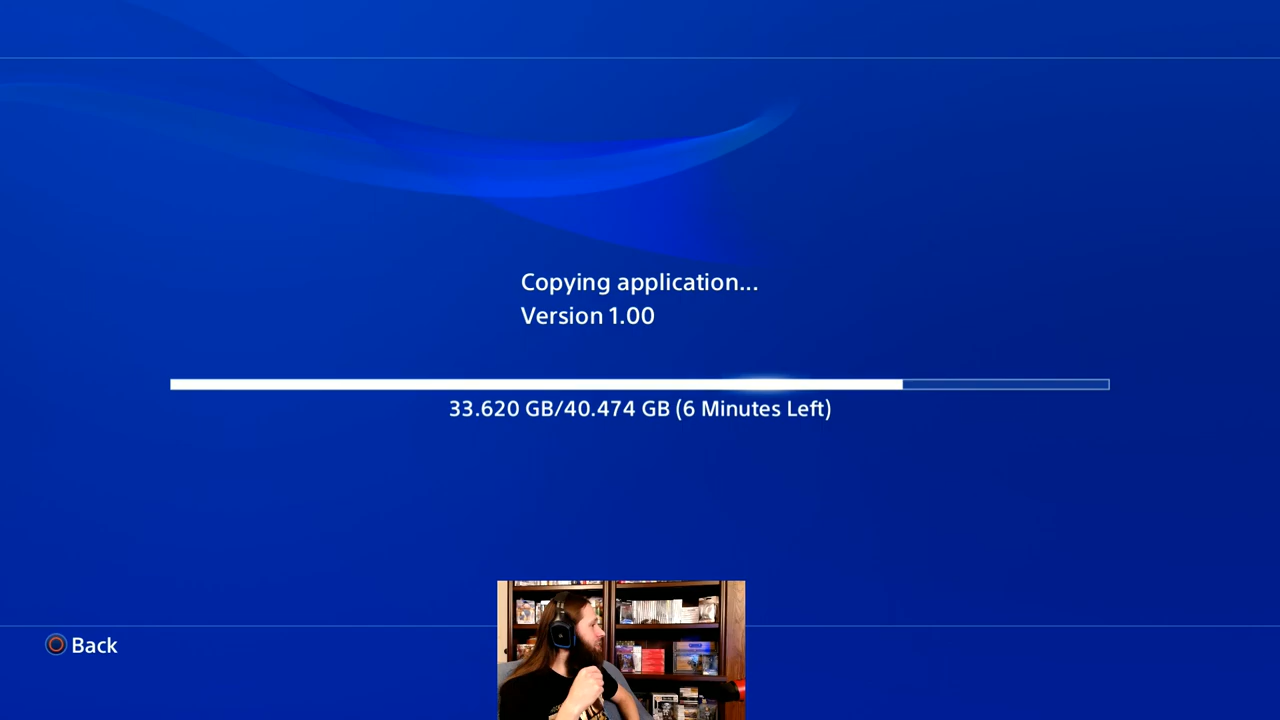 Copying application...
Version 1.00
33.620 GB/40.474 GB (6 Minutes Left)
Back